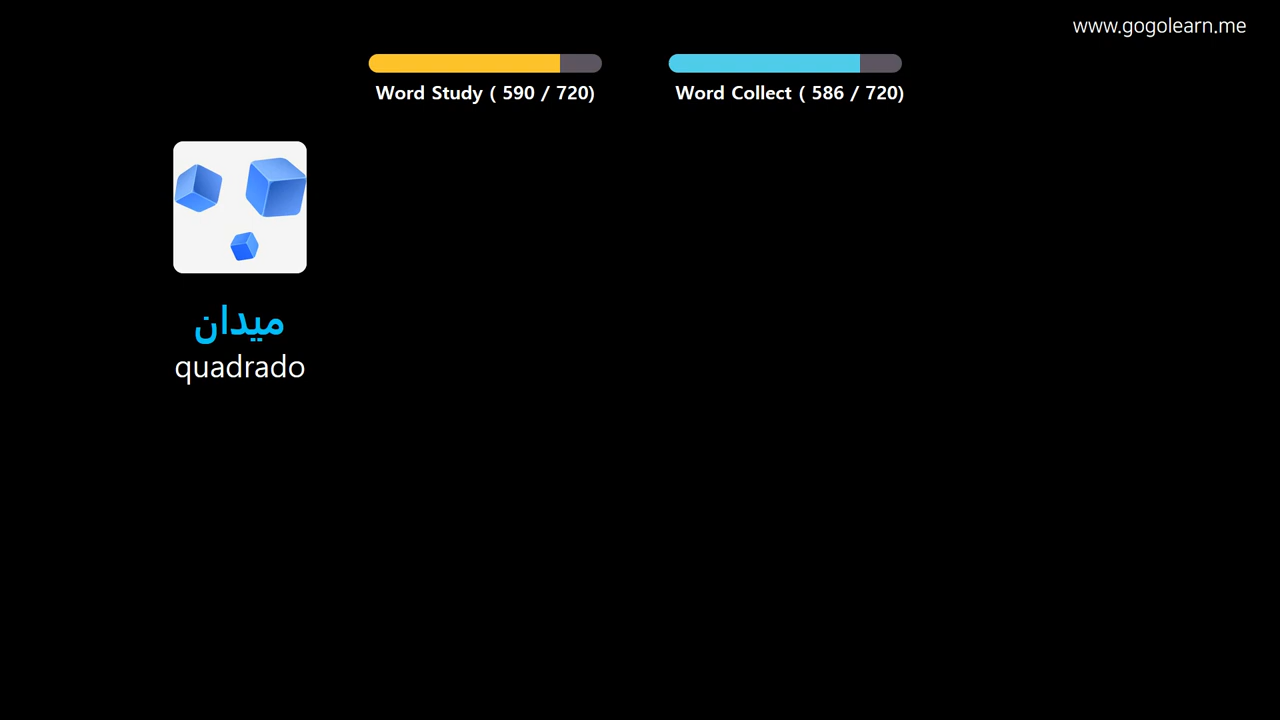 www.gogolearn.me
Word Study ( 590 / 720)
Word Collect ( 586 / 720)
میدان
quadrado